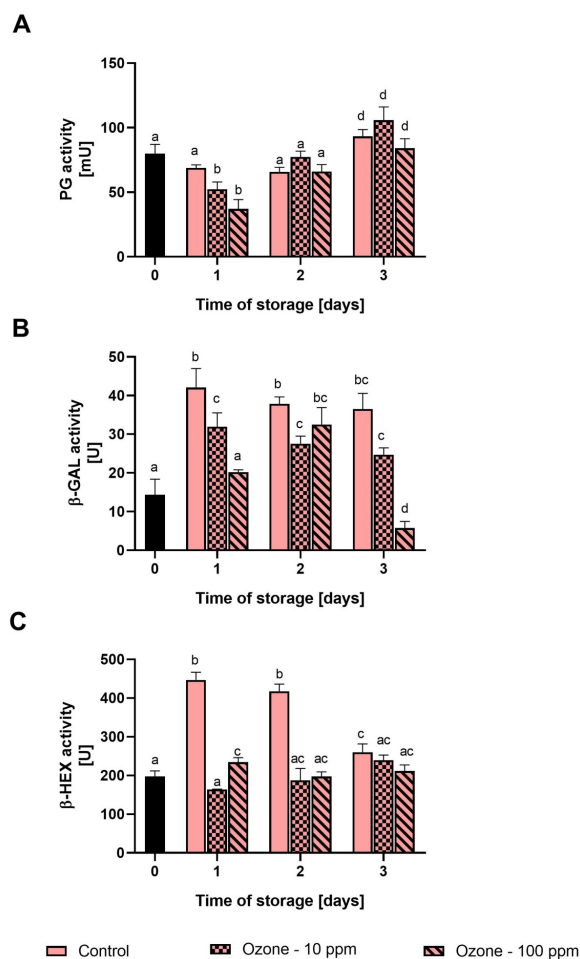 A
PG activity
[mU]
150
100
50
0
a
a
b
b
a
a
a
d
d
d
0 1 2 3
Time of storage [days]
B
β-GAL activity
[U]
50
40
30
20
10
0
a
b
c
a
b
c
bc
bc
c
d
0 1 2 3
Time of storage [days]
C
β-HEX activity
[U]
500
400
300
200
100
0
a
b
a
c
b
ac
ac
c
ac
ac
0 1 2 3
Time of storage [days]
Control Ozone - 10 ppm Ozone - 100 ppm